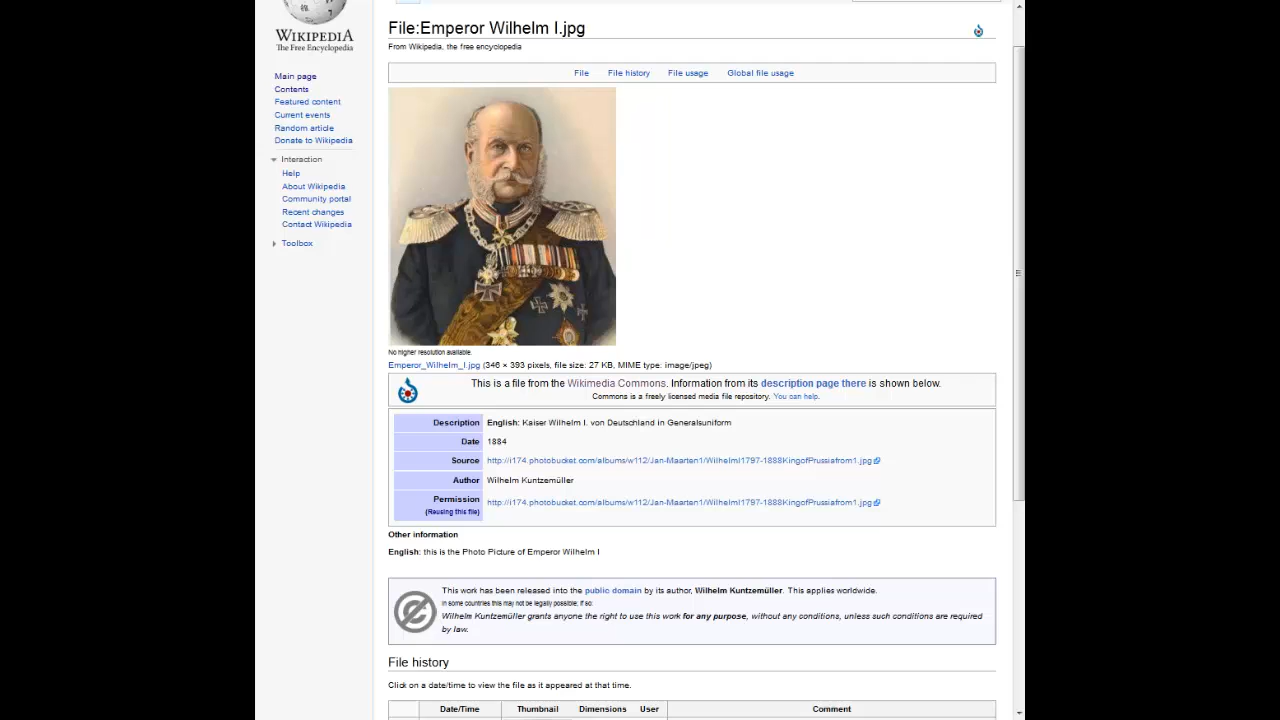 WIKIPEDIA
The Free Encyclopedia
Main page
Contents
Featured content
Current events
Random article
Donate to Wikipedia
Interaction
Help
About Wikipedia
Community portal
Recent changes
Contact Wikipedia
Toolbox
File:Emperor Wilhelm I.jpg
From Wikipedia, the free encyclopedia
File File history File usage Global file usage
No higher resolution available.
Emperor_Wilhelm_I.jpg (346 × 393 pixels, file size: 27 KB, MIME type: image/jpeg)
This is a file from the Wikimedia Commons. Information from its description page there is shown below.
Commons is a freely licensed media file repository. You can help.
Description English: Kaiser Wilhelm I. von Deutschland in Generalsuniform
Date 1884
Source http://i174.photobucket.com/albums/w112/Jan-Maarten1/WilhelmI1797-1888KingofPrussiafrom1.jpg
Author Wilhelm Kuntzemüller
Permission http://i174.photobucket.com/albums/w112/Jan-Maarten1/WilhelmI1797-1888KingofPrussiafrom1.jpg
(Reusing this file)
Other information
English: this is the Photo Picture of Emperor Wilhelm I
This work has been released into the public domain by its author, Wilhelm Kuntzemüller. This applies worldwide.
In some countries this may not be legally possible; if so:
Wilhelm Kuntzemüller grants anyone the right to use this work for any purpose, without any conditions, unless such conditions are required
by law.
File history
Click on a date/time to view the file as it appeared at that time.
Date/Time Thumbnail Dimensions User Comment